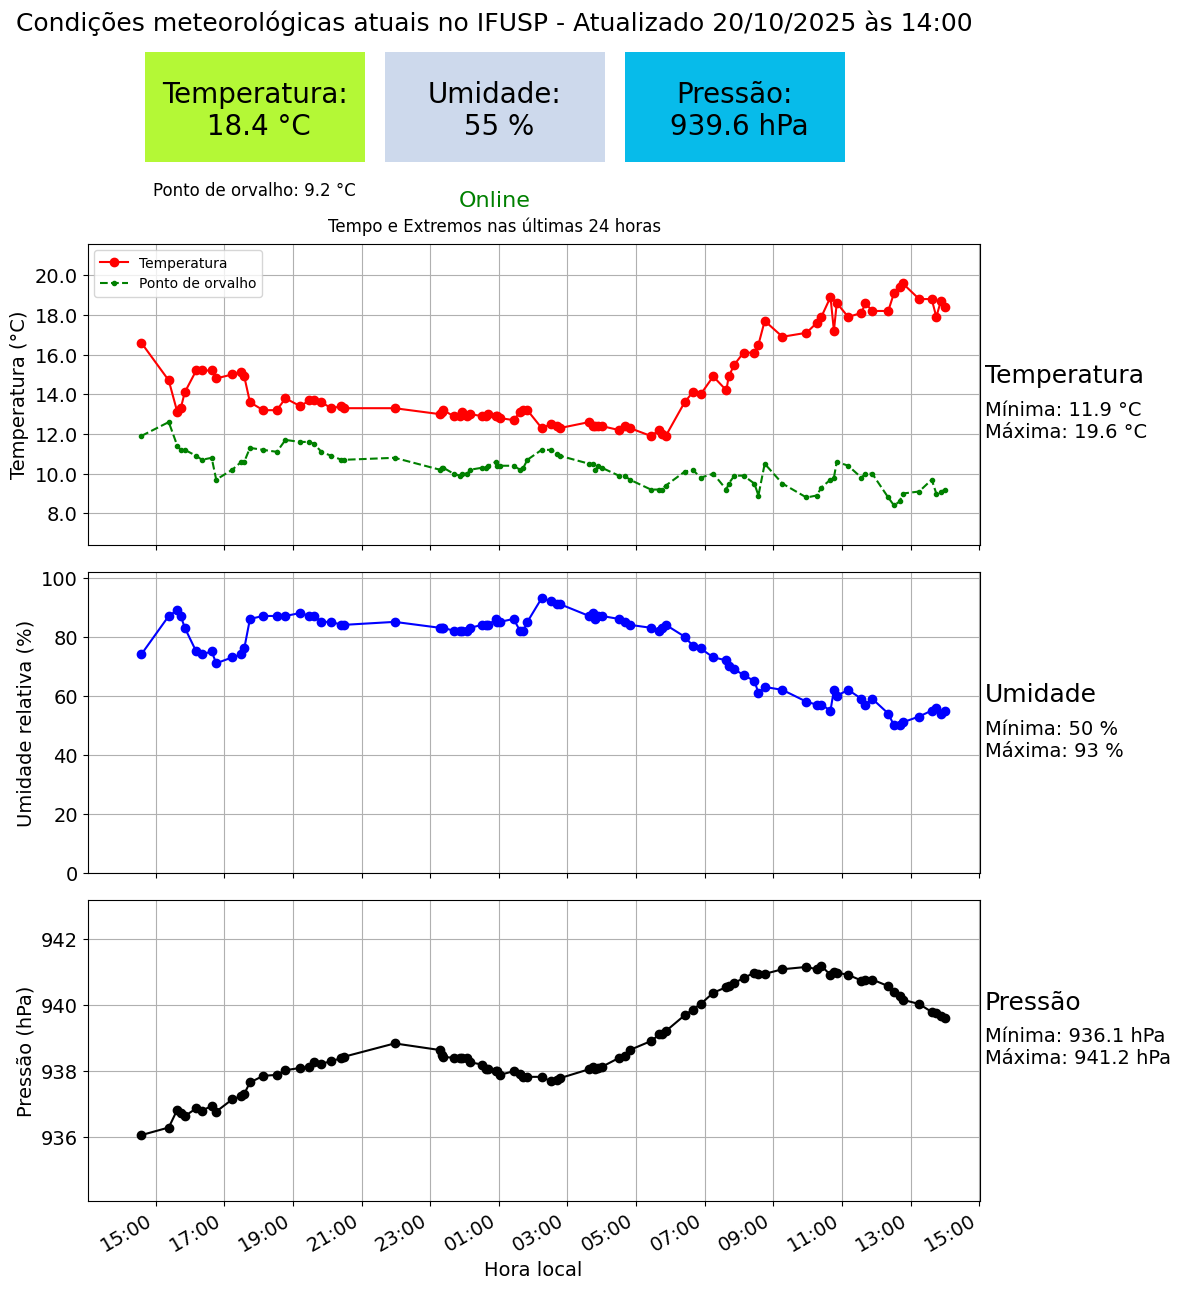 Condições meteorológicas atuais no IFUSP - Atualizado 20/10/2025 às 14:00
Temperatura:
18.4 °C
Umidade:
55 %
Pressão:
939.6 hPa
Ponto de orvalho: 9.2 °C
Online
Tempo e Extremos nas últimas 24 horas
Temperatura (°C)
20.0
18.0
16.0
14.0
12.0
10.0
8.0
Temperatura
Ponto de orvalho
Temperatura
Mínima: 11.9 °C
Máxima: 19.6 °C
Umidade relativa (%)
100
80
60
40
20
0
Umidade
Mínima: 50 %
Máxima: 93 %
Pressão (hPa)
942
940
938
936
Pressão
Mínima: 936.1 hPa
Máxima: 941.2 hPa
15:00
17:00
19:00
21:00
23:00
01:00
03:00
05:00
07:00
09:00
11:00
13:00
15:00
Hora local